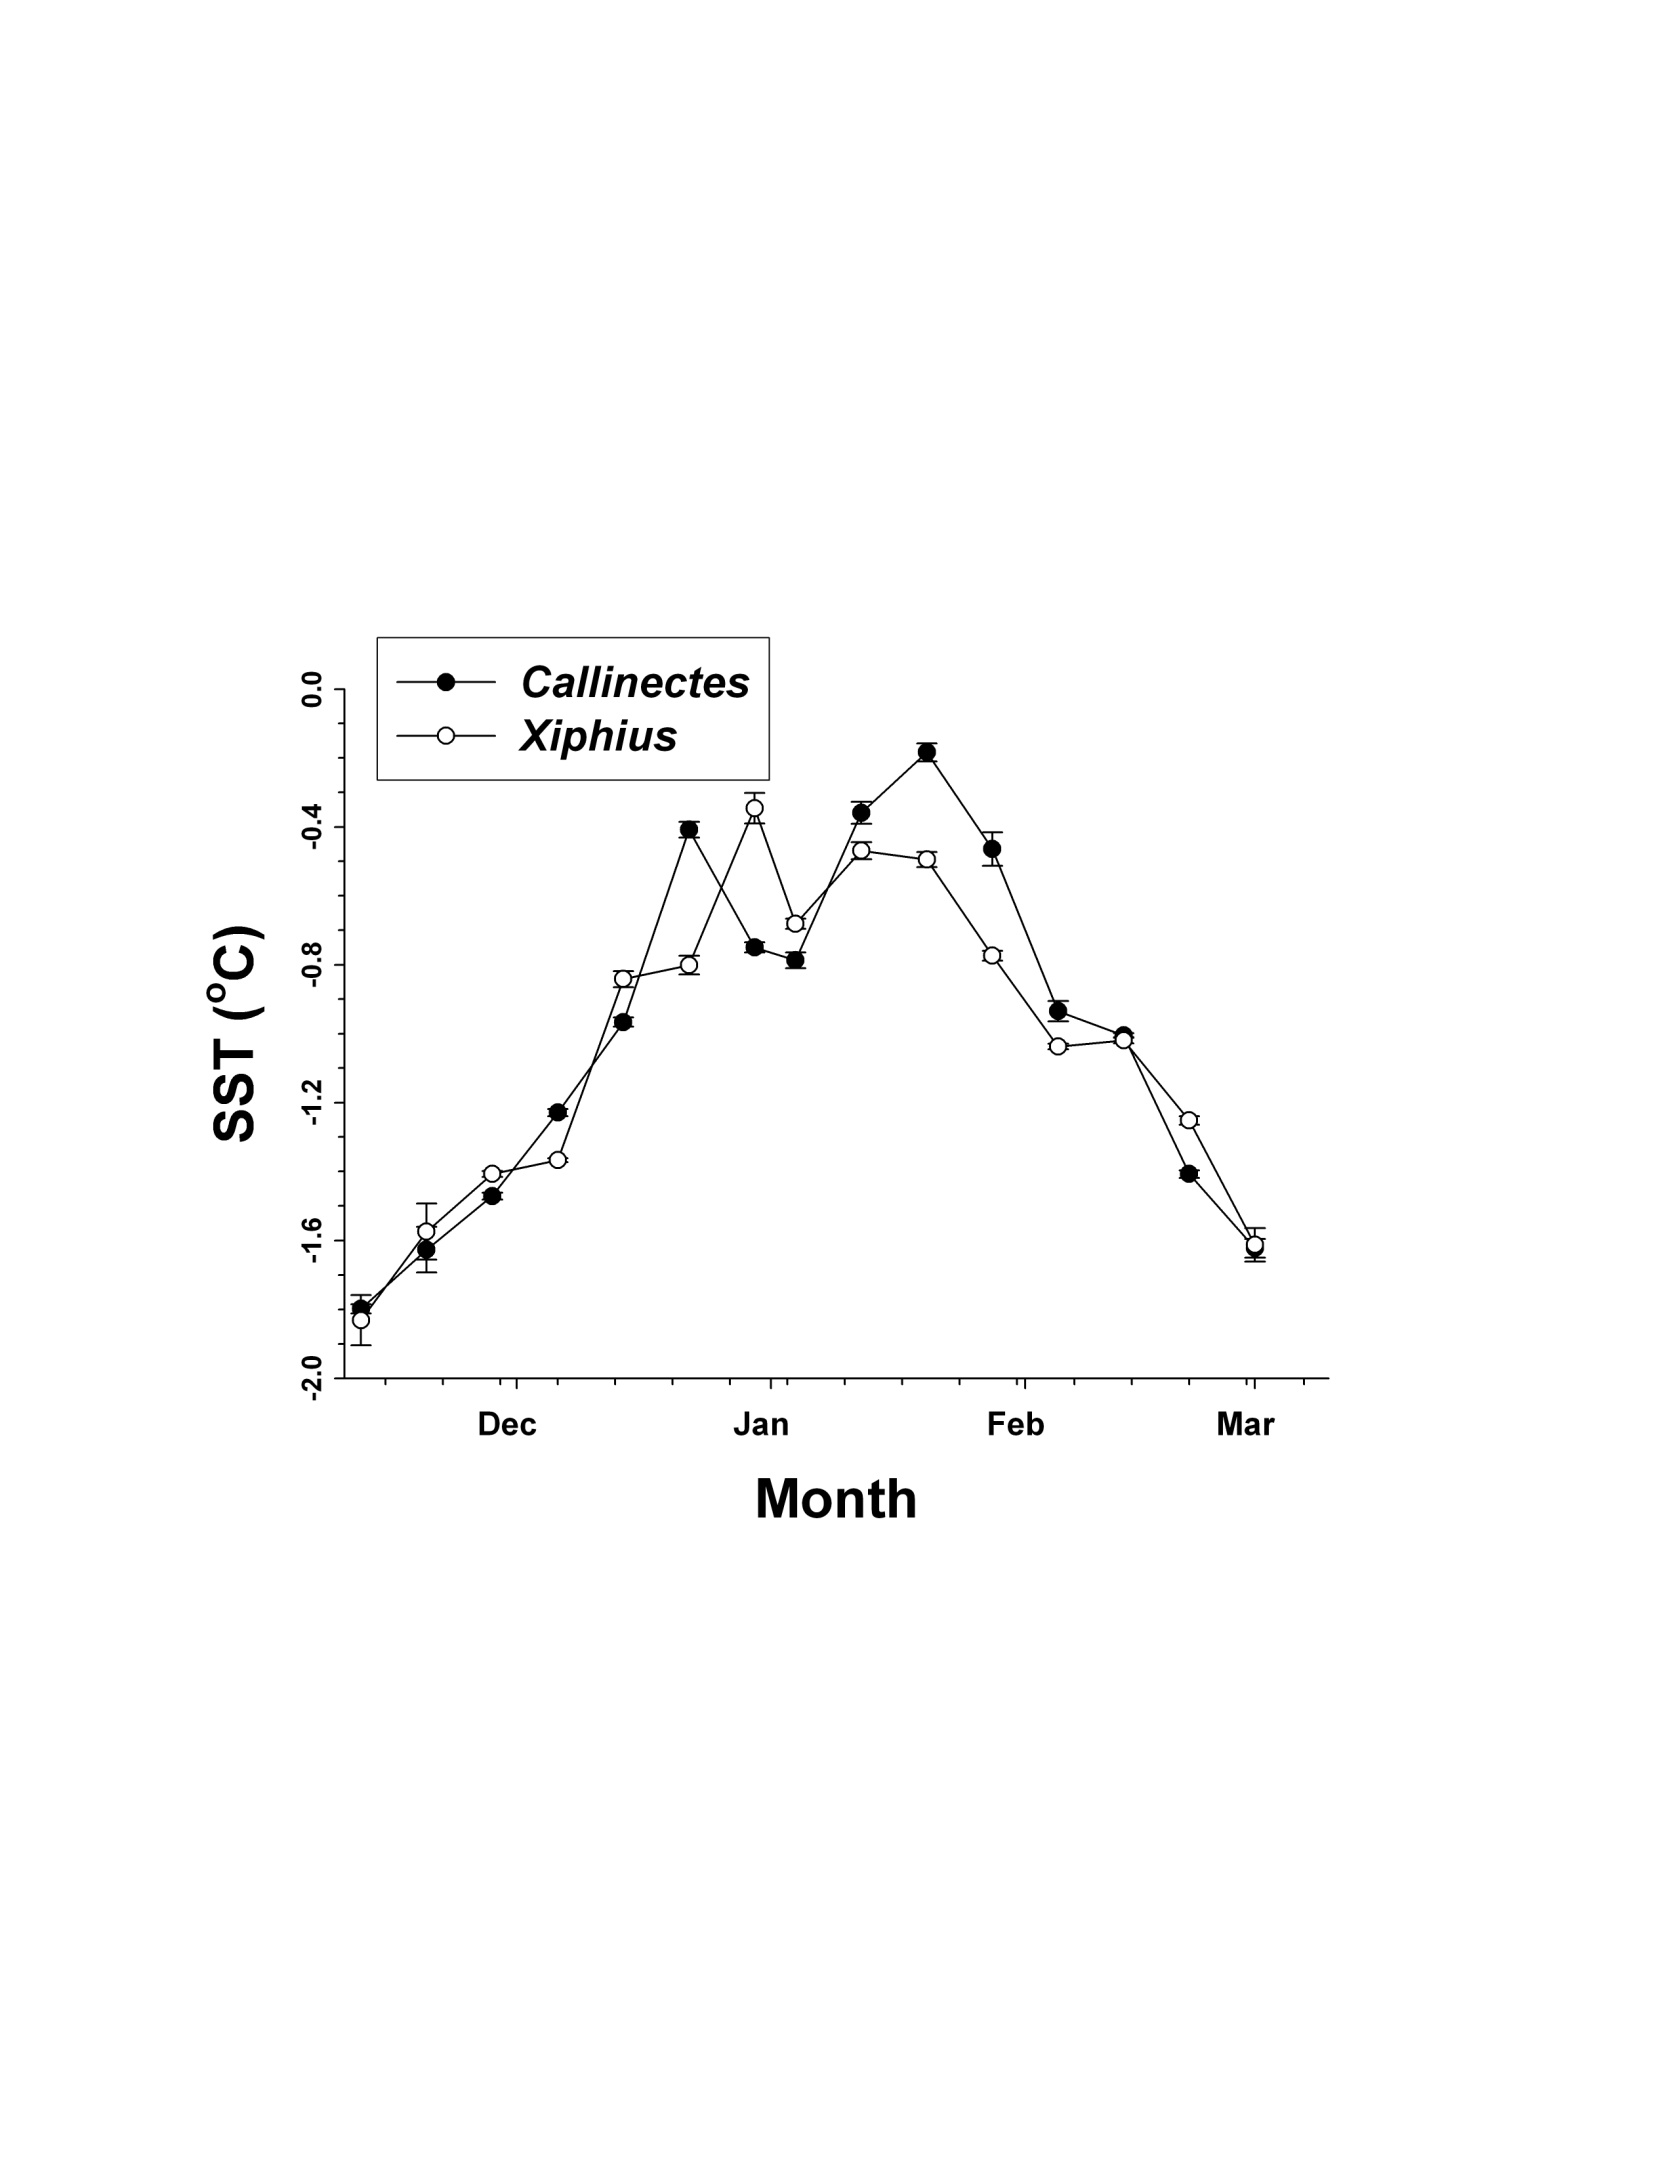 Callinectes
Xiphius
0.0
-0.4
-0.8
-1.2
-1.6
-2.0
SST (°C)
Dec Jan Feb Mar
Month